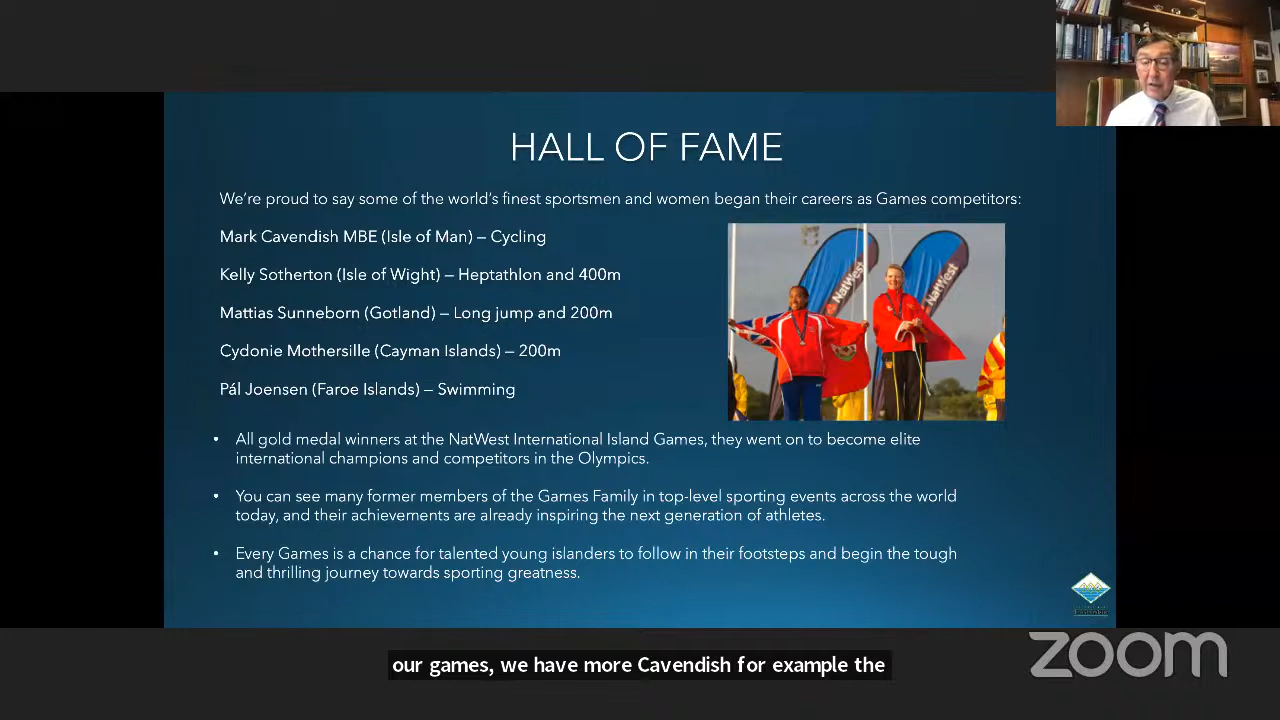 HALL OF FAME
We're proud to say some of the world's finest sportsmen and women began their careers as Games competitors:
Mark Cavendish MBE (Isle of Man) – Cycling
Kelly Sotherton (Isle of Wight) – Heptathlon and 400m
Mattias Sunneborn (Gotland) – Long jump and 200m
Cydonie Mothersille (Cayman Islands) – 200m
Pál Joensen (Faroe Islands) – Swimming
NatWest
NatWest
• All gold medal winners at the NatWest International Island Games, they went on to become elite
international champions and competitors in the Olympics.
• You can see many former members of the Games Family in top-level sporting events across the world
today, and their achievements are already inspiring the next generation of athletes.
• Every Games is a chance for talented young islanders to follow in their footsteps and begin the tough
and thrilling journey towards sporting greatness.
our games, we have more Cavendish for example the
zoom